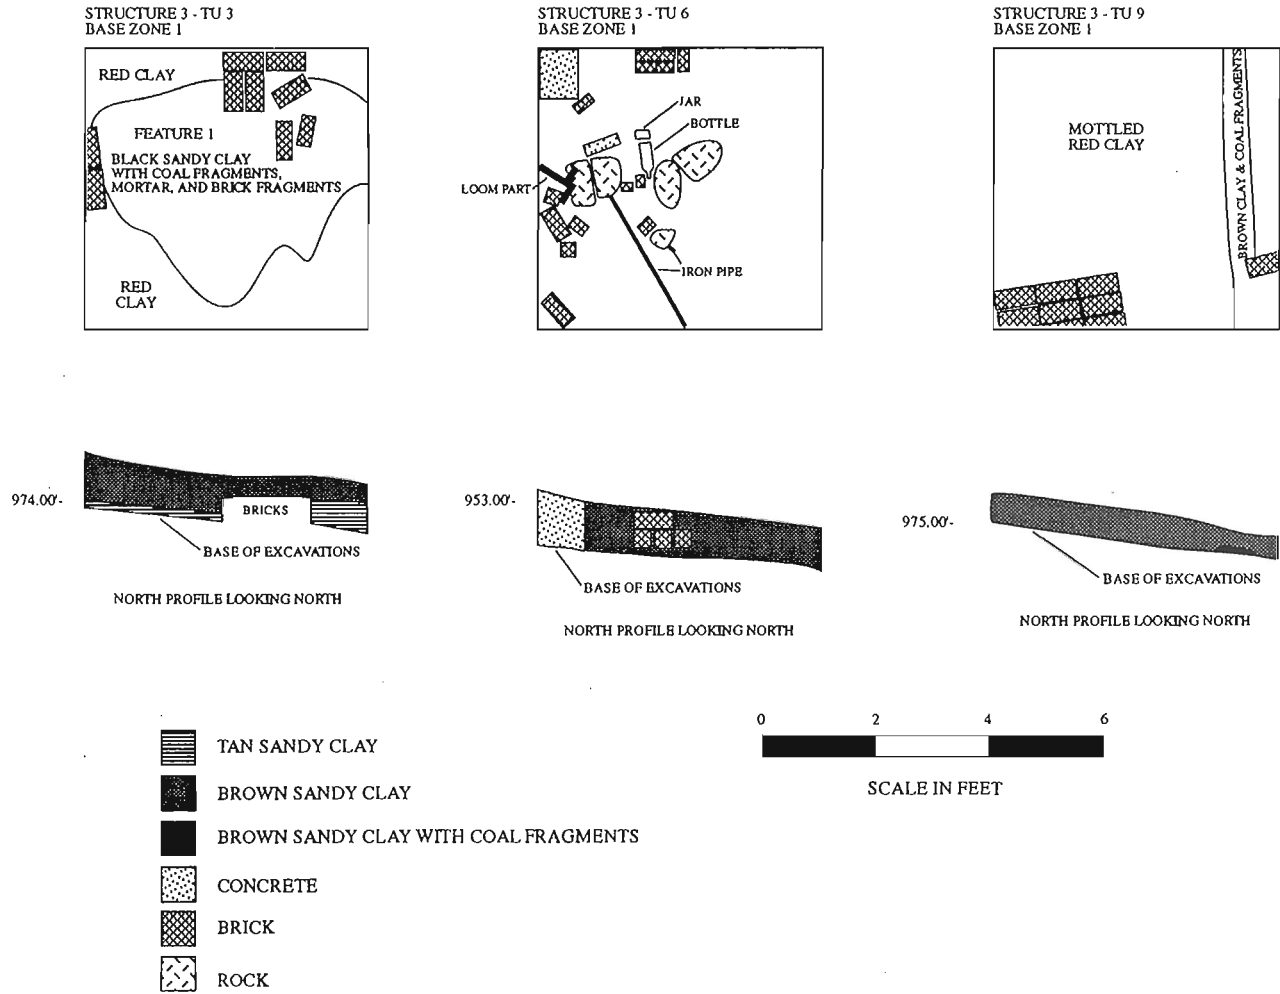 STRUCTURE 3 - TU 3
BASE ZONE 1
RED CLAY
FEATURE 1
BLACK SANDY CLAY
WITH COAL FRAGMENTS,
MORTAR, AND BRICK FRAGMENTS
RED
CLAY
STRUCTURE 3 - TU 6
BASE ZONE 1
JAR
BOTTLE
LOOM PART
IRON PIPE
STRUCTURE 3 - TU 9
BASE ZONE 1
MOTTLED
RED CLAY
BROWN CLAY & COAL FRAGMENTS
974.00'-
BRICKS
BASE OF EXCAVATIONS
NORTH PROFILE LOOKING NORTH
953.00'-
BASE OF EXCAVATIONS
NORTH PROFILE LOOKING NORTH
975.00'-
BASE OF EXCAVATIONS
NORTH PROFILE LOOKING NORTH
TAN SANDY CLAY
BROWN SANDY CLAY
BROWN SANDY CLAY WITH COAL FRAGMENTS
CONCRETE
BRICK
ROCK
0 2 4 6
SCALE IN FEET